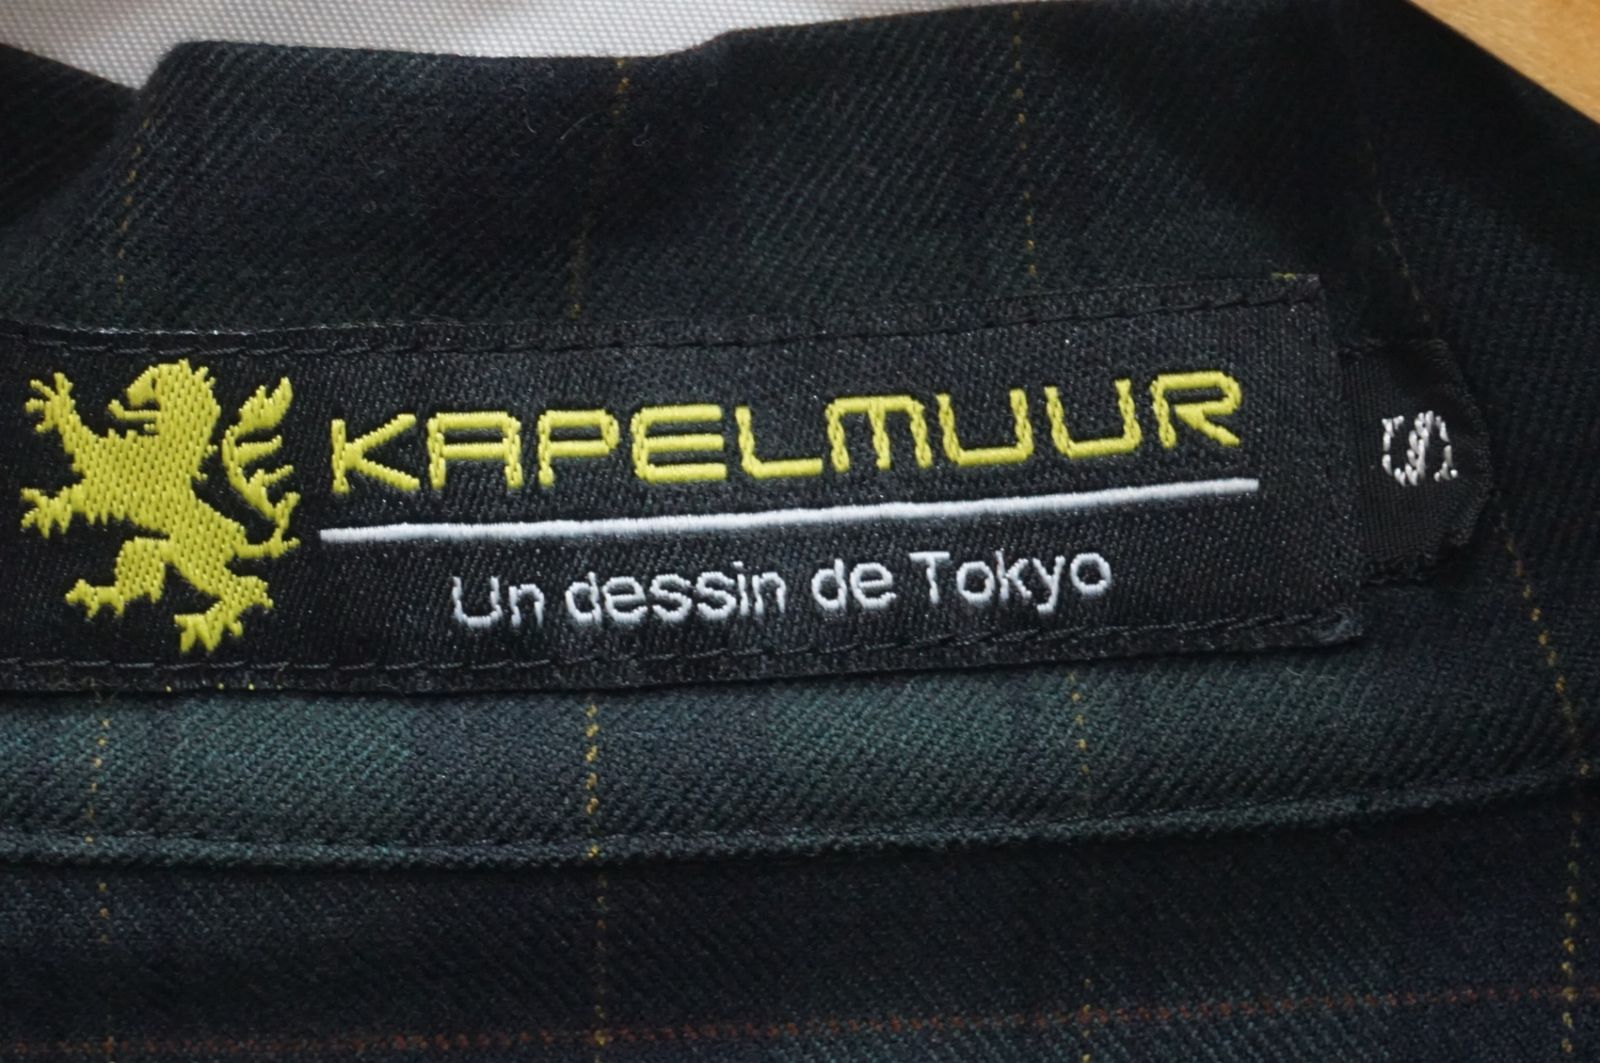 KAPELMUUR
Un dessin de Tokyo
S